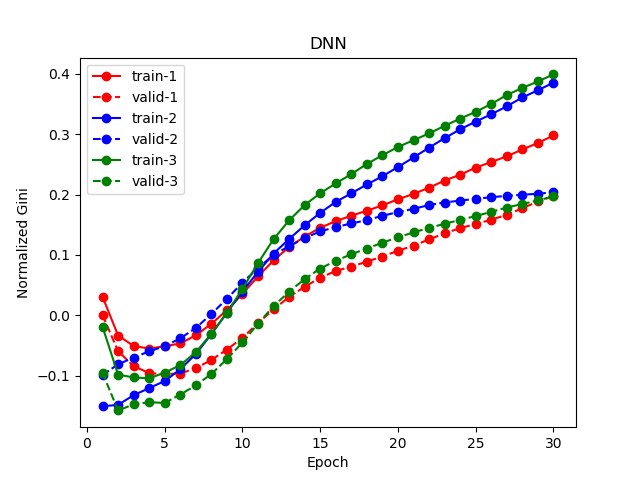 DNN
train-1
valid-1
train-2
valid-2
train-3
valid-3
Normalized Gini
0.4
0.3
0.2
0.1
0.0
−0.1
0
5
10
15
20
25
30
Epoch